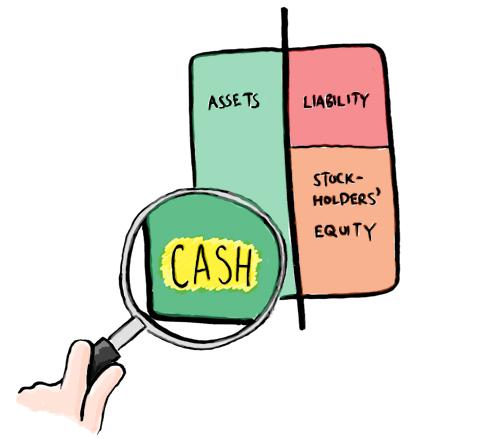 ASSETS
LIABILITY
STOCK-
HOLDERS'
EQUITY
CASH